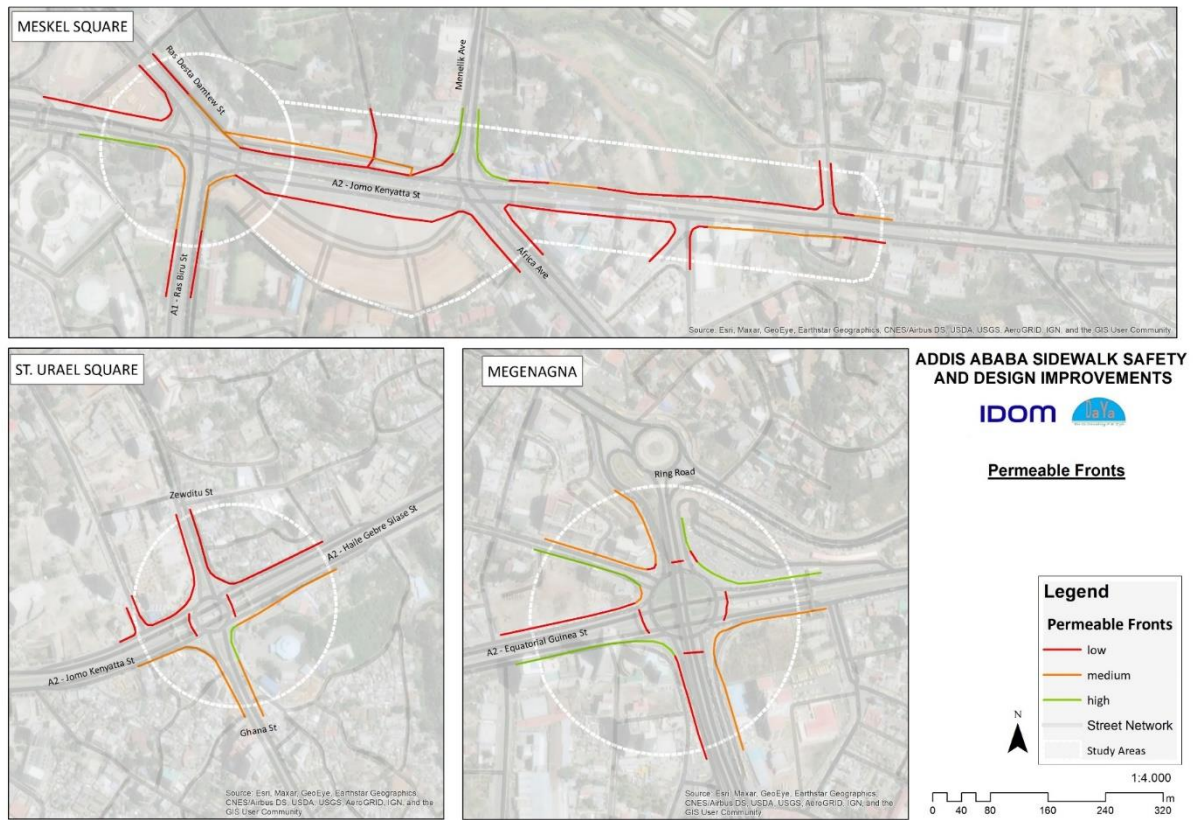 MESKEL SQUARE
Ras Desta Damtew St
Menelik Ave
A2 - Jomo Kenyatta St
Africa Ave
A1 - Ras Biru St
Source: Esri, Maxar, GeoEye, Earthstar Geographics, CNES/Airbus DS, USDA, USGS, AeroGRID, IGN, and the GIS User Community
ST. URAEL SQUARE
Zewditu St
A2 - Haile Gebre Silase St
A2 - Jomo Kenyatta St
Ghana St
Source: Esri, Maxar, GeoEye, Earthstar Geographics,
CNES/Airbus DS, USDA, USGS, AeroGRID, IGN, and the
GIS User Community
MEGENAGNA
Ring Road
A2 - Equatorial Guinea St
Source: Esri, Maxar, GeoEye, Earthstar Geographics,
CNES/Airbus DS, USDA, USGS, AeroGRID, IGN, and the
GIS User Community
ADDIS ABABA SIDEWALK SAFETY
AND DESIGN IMPROVEMENTS
IDOM
DaYa
Permeable Fronts
Legend
Permeable Fronts
low
medium
high
Street Network
Study Areas
N
1:4.000
0 40 80 160 240 320
m